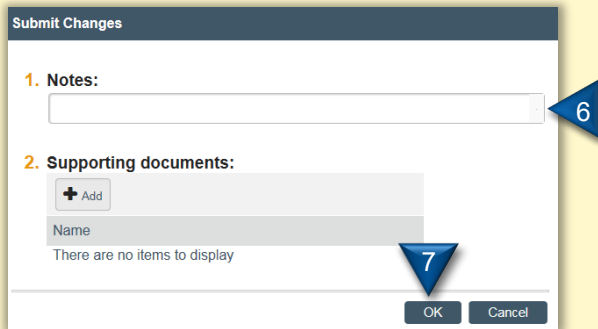 Submit Changes
1. Notes:
6
2. Supporting documents:
+ Add
Name
There are no items to display
7
OK Cancel